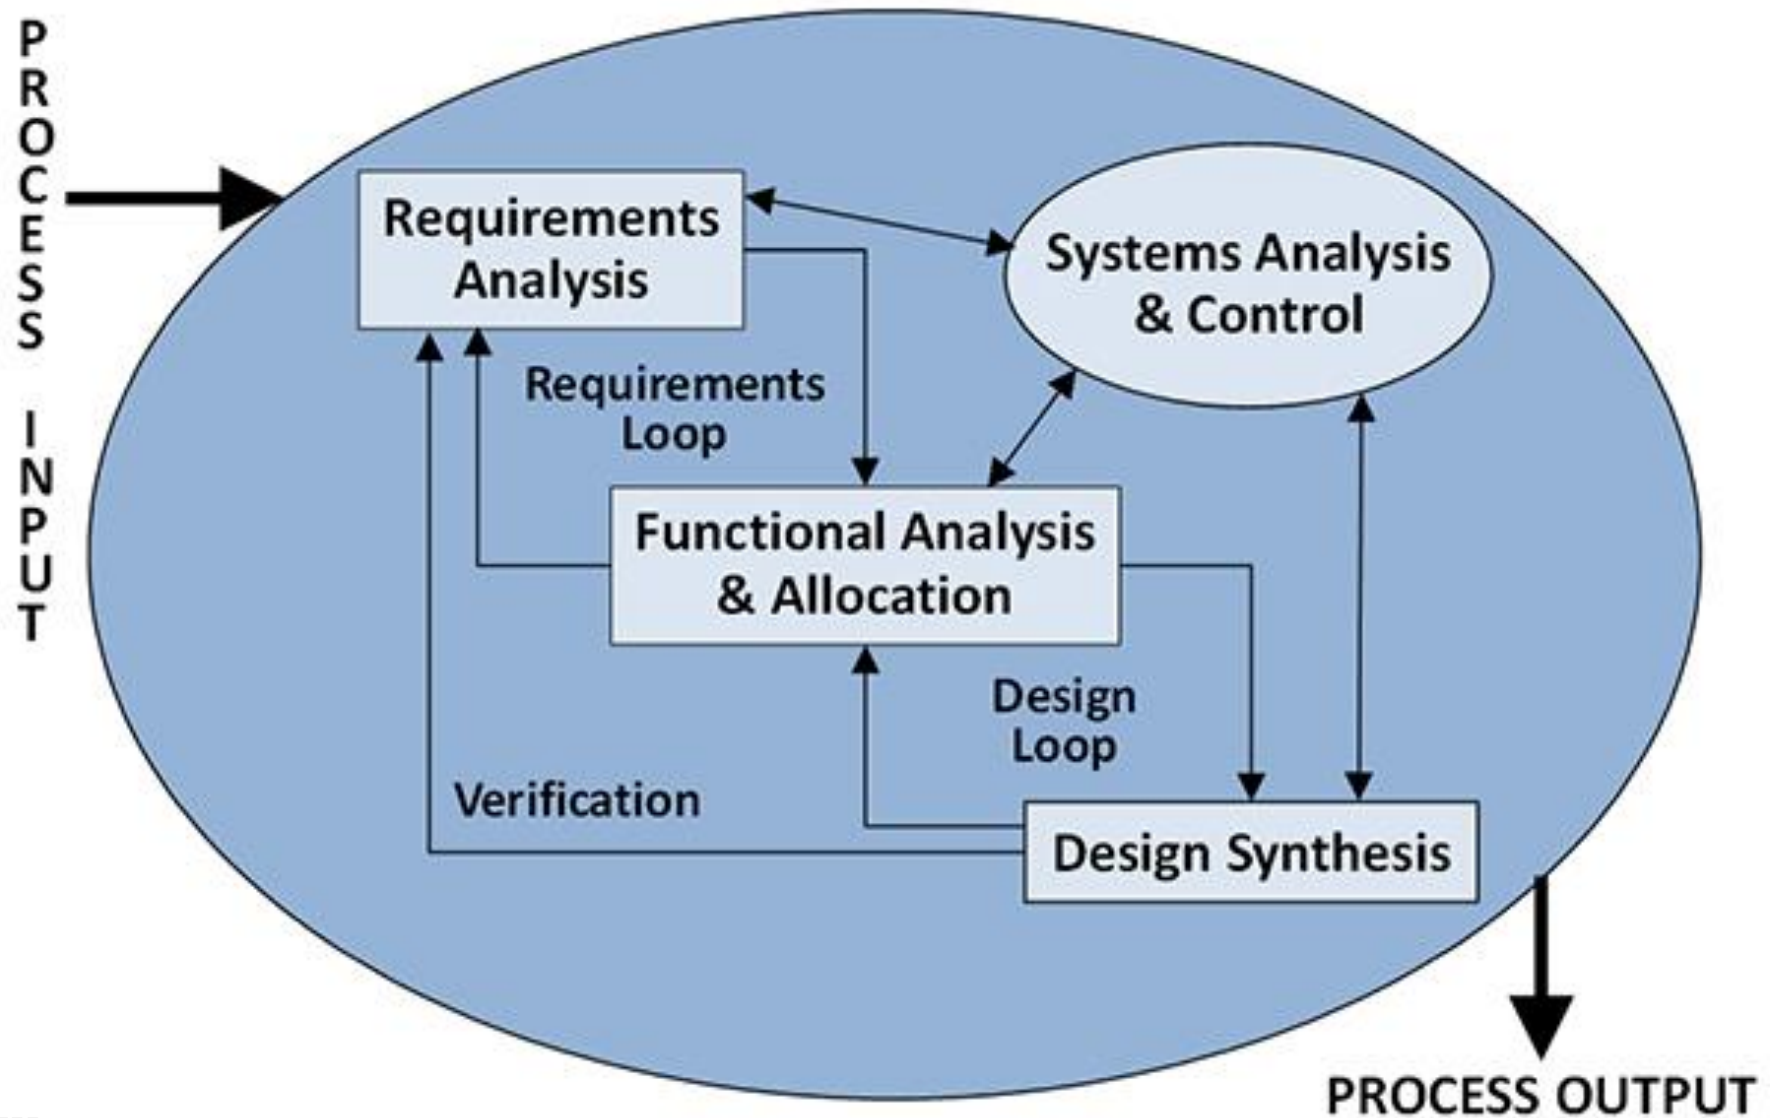 PROCESS INPUT
Requirements
Analysis
Systems Analysis
& Control
Requirements
Loop
Functional Analysis
& Allocation
Design
Loop
Verification
Design Synthesis
PROCESS OUTPUT